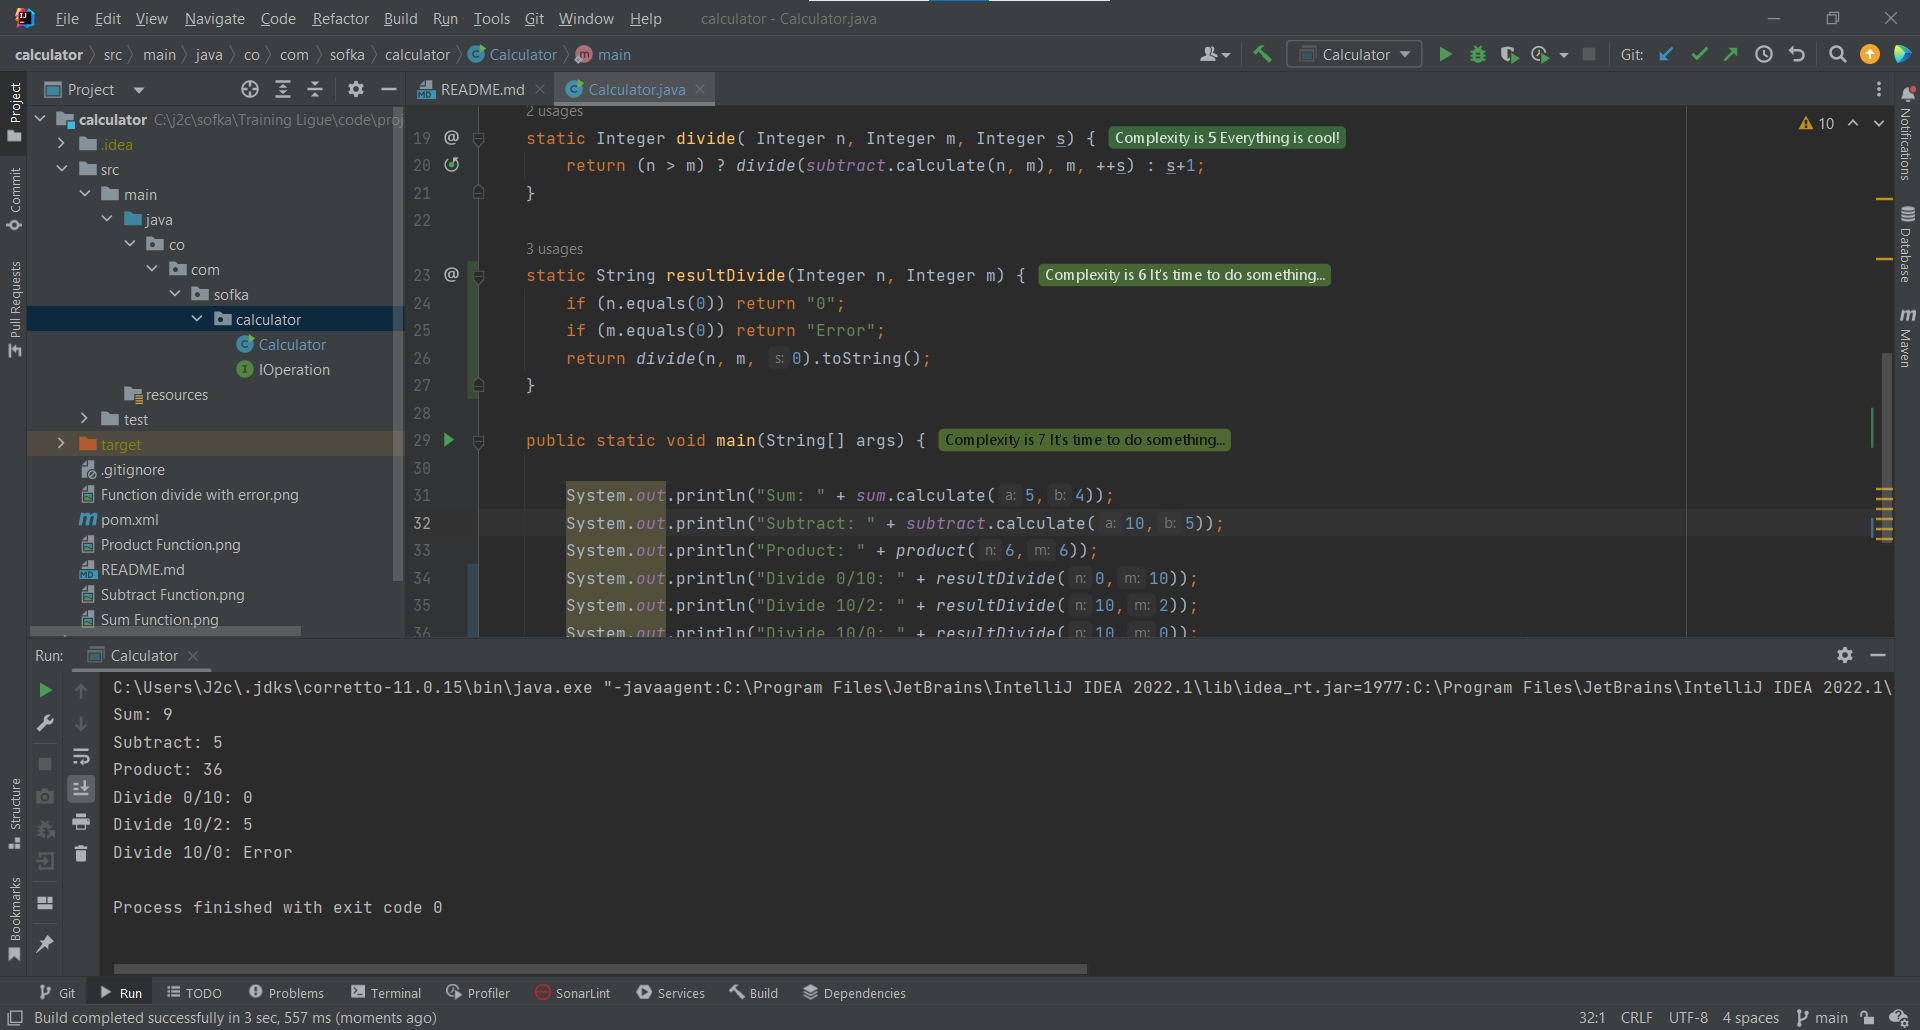 File Edit View Navigate Code Refactor Build Run Tools Git Window Help calculator - Calculator.java
calculator src main java co com sofka calculator Calculator main
Calculator Git:
Project
README.md Calculator.java
Project
Commit
Pull Requests
Structure
Bookmarks
calculator C:\j2c\sofka\Training Ligue\code\proj
.idea
src
main
java
co
com
sofka
calculator
Calculator
IOperation
resources
test
target
.gitignore
Function divide with error.png
pom.xml
Product Function.png
README.md
Subtract Function.png
Sum Function.png
2 usages
19 static Integer divide( Integer n, Integer m, Integer s) { Complexity is 5 Everything is cool!
20 return (n > m) ? divide(subtract.calculate(n, m), m, ++s) : s+1;
21 }
22
3 usages
23 static String resultDivide(Integer n, Integer m) { Complexity is 6 It's time to do something...
24 if (n.equals(0)) return "0";
25 if (m.equals(0)) return "Error";
26 return divide(n, m, s: 0).toString();
27 }
28
29 public static void main(String[] args) { Complexity is 7 It's time to do something...
30
31 System.out.println("Sum: " + sum.calculate( a: 5, b: 4));
32 System.out.println("Subtract: " + subtract.calculate( a: 10, b: 5));
33 System.out.println("Product: " + product( n: 6, m: 6));
34 System.out.println("Divide 0/10: " + resultDivide( n: 0, m: 10));
35 System.out.println("Divide 10/2: " + resultDivide( n: 10, m: 2));
36 System.out.println("Divide 10/0: " + resultDivide( n: 10, m: 0));
10
Notifications
Database
Maven
Run: Calculator
C:\Users\J2c\.jdks\corretto-11.0.15\bin\java.exe "-javaagent:C:\Program Files\JetBrains\IntelliJ IDEA 2022.1\lib\idea_rt.jar=1977:C:\Program Files\JetBrains\IntelliJ IDEA 2022.1\
Sum: 9
Subtract: 5
Product: 36
Divide 0/10: 0
Divide 10/2: 5
Divide 10/0: Error
Process finished with exit code 0
Git Run TODO Problems Terminal Profiler SonarLint Services Build Dependencies
Build completed successfully in 3 sec, 557 ms (moments ago) 32:1 CRLF UTF-8 4 spaces main